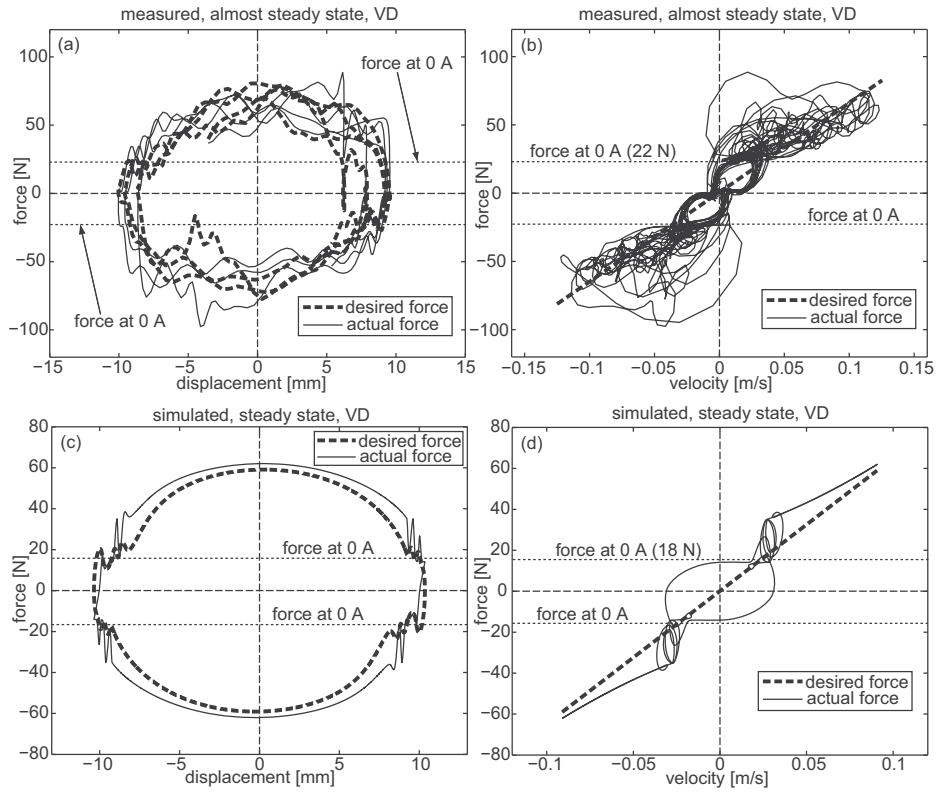 measured, almost steady state, VD
(a)
force at 0 A
force at 0 A
desired force
actual force
100
50
0
−50
−100
force [N]
−15
−10
−5
0
5
10
15
displacement [mm]
measured, almost steady state, VD
(b)
force at 0 A (22 N)
force at 0 A
desired force
actual force
100
50
0
−50
−100
force [N]
−0.15
−0.1
−0.05
0
0.05
0.1
0.15
velocity [m/s]
simulated, steady state, VD
(c)
desired force
actual force
force at 0 A
force at 0 A
80
60
40
20
0
−20
−40
−60
−80
force [N]
−10
−5
0
5
10
displacement [mm]
simulated, steady state, VD
(d)
force at 0 A (18 N)
force at 0 A
desired force
actual force
80
60
40
20
0
−20
−40
−60
−80
force [N]
−0.1
−0.05
0
0.05
0.1
velocity [m/s]